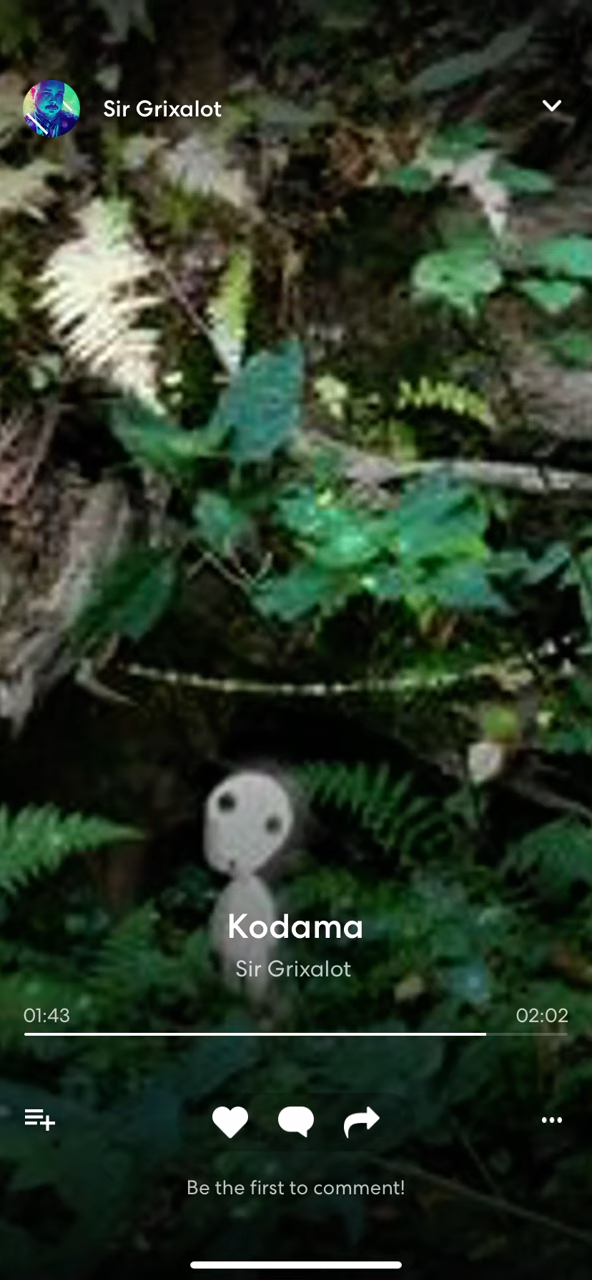 Sir Grixalot
Kodama
Sir Grixalot
01:43
02:02
Be the first to comment!